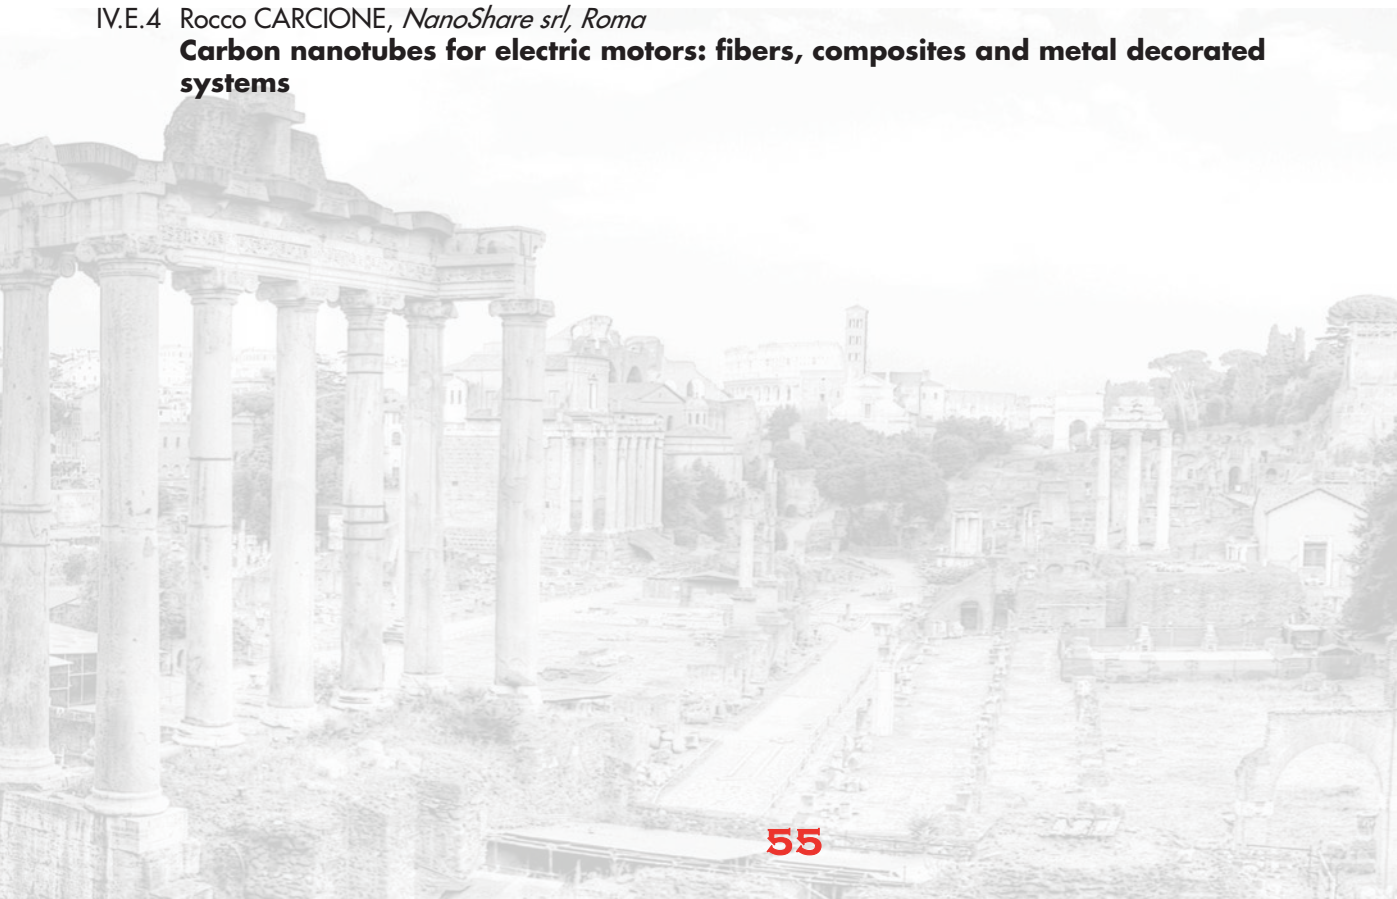 IV.E.4 Rocco CARCIONE, NanoShare srl, Roma
Carbon nanotubes for electric motors: fibers, composites and metal decorated
systems
55